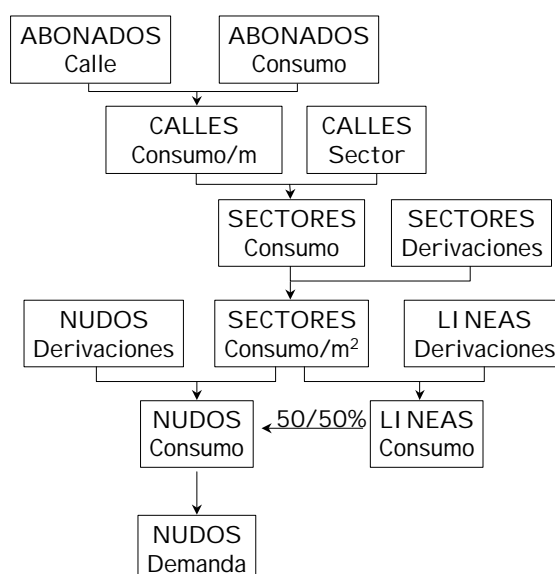 ABONADOS
Calle
ABONADOS
Consumo
CALLES
Consumo/m
CALLES
Sector
SECTORES
Consumo
SECTORES
Derivaciones
NUDOS
Derivaciones
SECTORES
Consumo/m²
LINEAS
Derivaciones
NUDOS
Consumo
50/50%
LINEAS
Consumo
NUDOS
Demanda